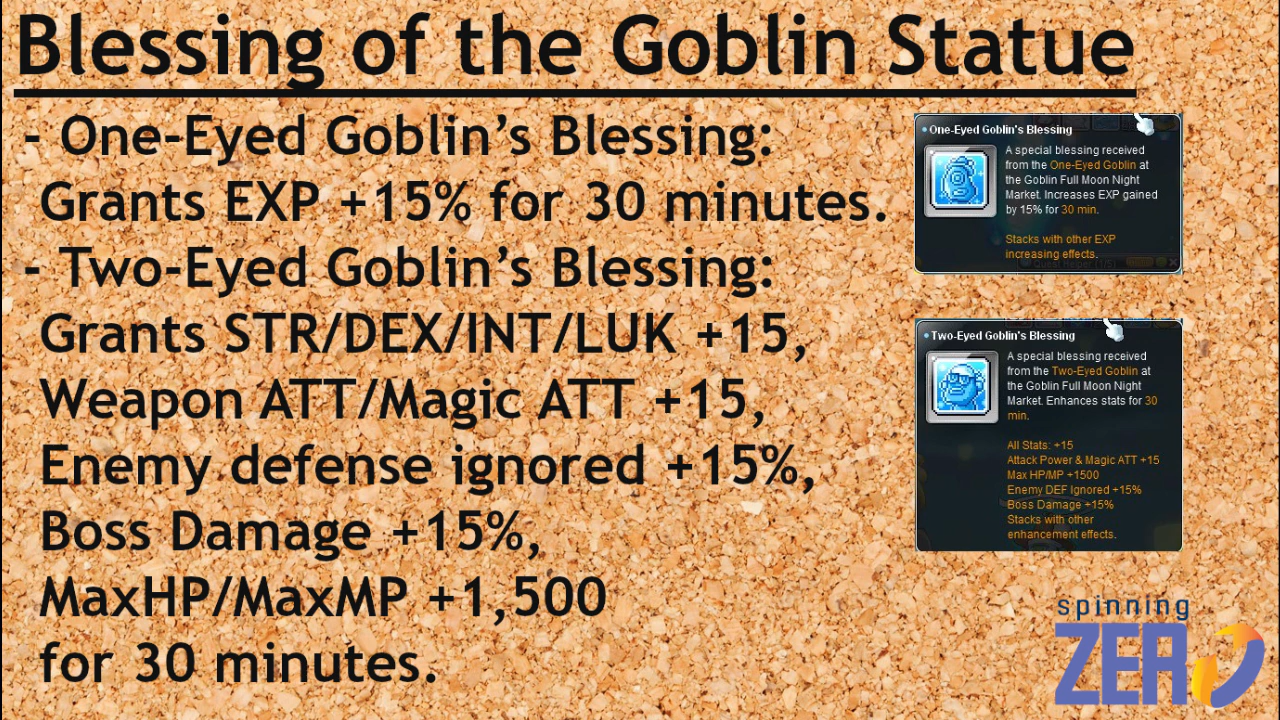 Blessing of the Goblin Statue
- One-Eyed Goblin’s Blessing:
Grants EXP +15% for 30 minutes.
- Two-Eyed Goblin’s Blessing:
Grants STR/DEX/INT/LUK +15,
Weapon ATT/Magic ATT +15,
Enemy defense ignored +15%,
Boss Damage +15%,
MaxHP/MaxMP +1,500
for 30 minutes.
• One-Eyed Goblin's Blessing
A special blessing received
from the One-Eyed Goblin at
the Goblin Full Moon Night
Market. Increases EXP gained
by 15% for 30 min.
Stacks with other EXP
increasing effects.
• Two-Eyed Goblin's Blessing
A special blessing received
from the Two-Eyed Goblin at
the Goblin Full Moon Night
Market. Enhances stats for 30
min.
All Stats: +15
Attack Power & Magic ATT +15
Max HP/MP +1500
Enemy DEF Ignored +15%
Boss Damage +15%
Stacks with other
enhancement effects.
spinning
ZERO